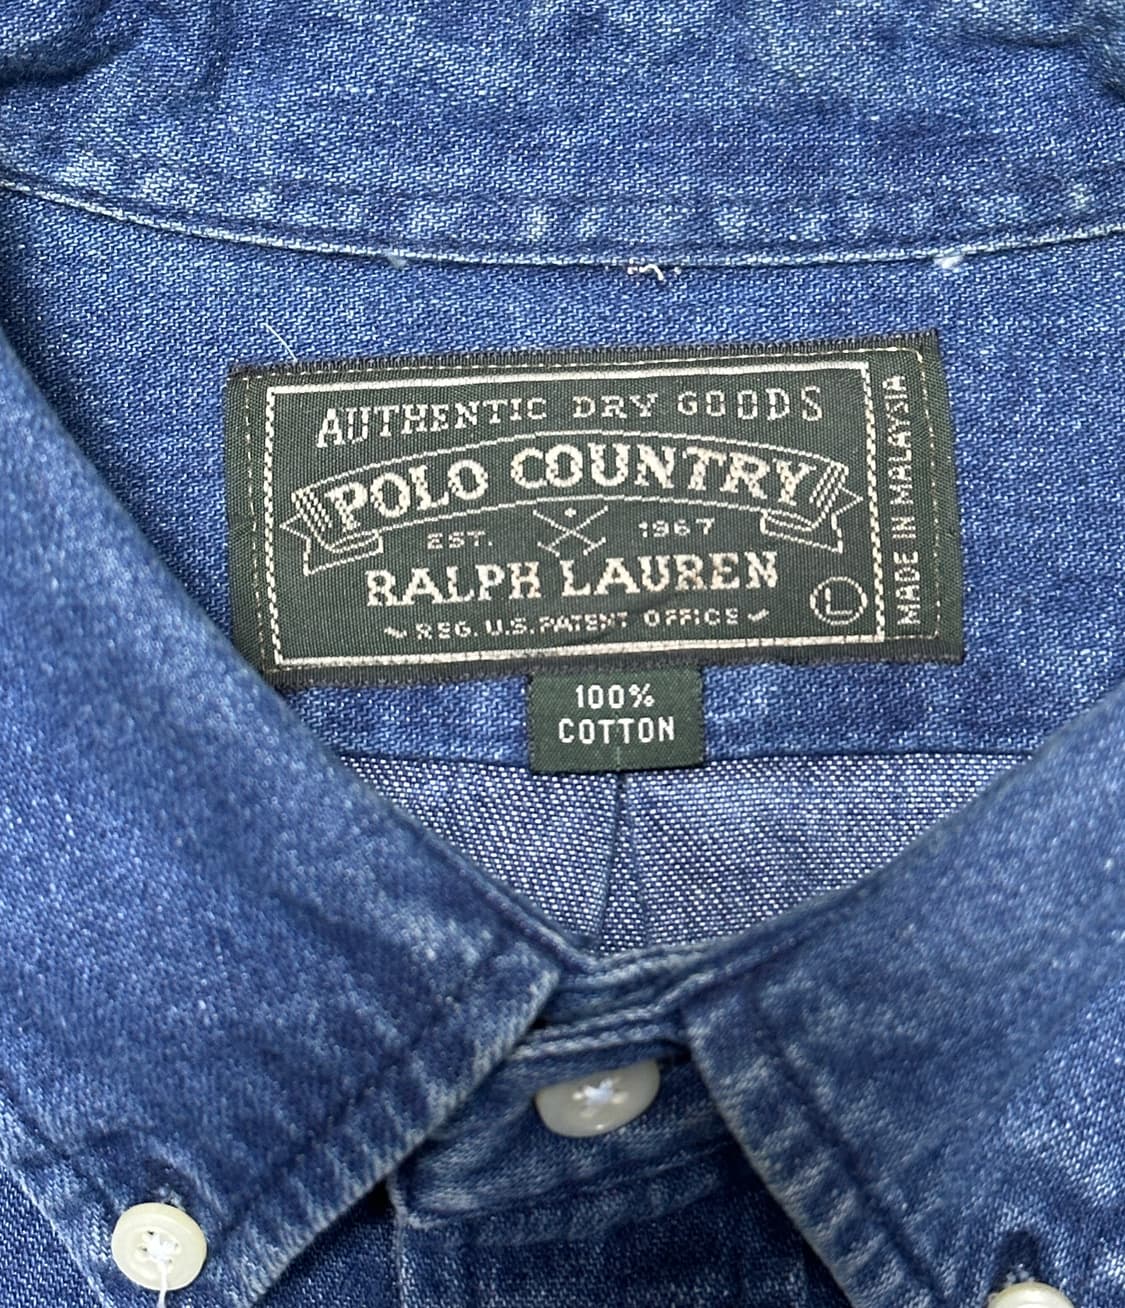 AUTHENTIC DRY GOODS
POLO COUNTRY
EST. 1967
RALPH LAUREN
REG. U.S. PATENT OFFICE
L
MADE IN MALAYSIA
100%
COTTON